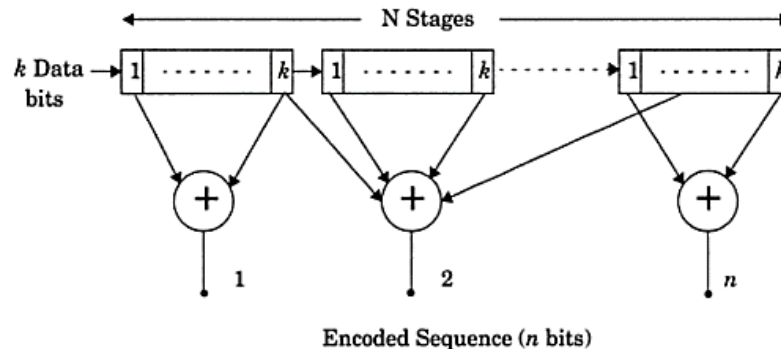 N Stages
k Data bits
1 ........ k 1 ........ k 1 ........ k
+ + +
1 2 n
Encoded Sequence (n bits)